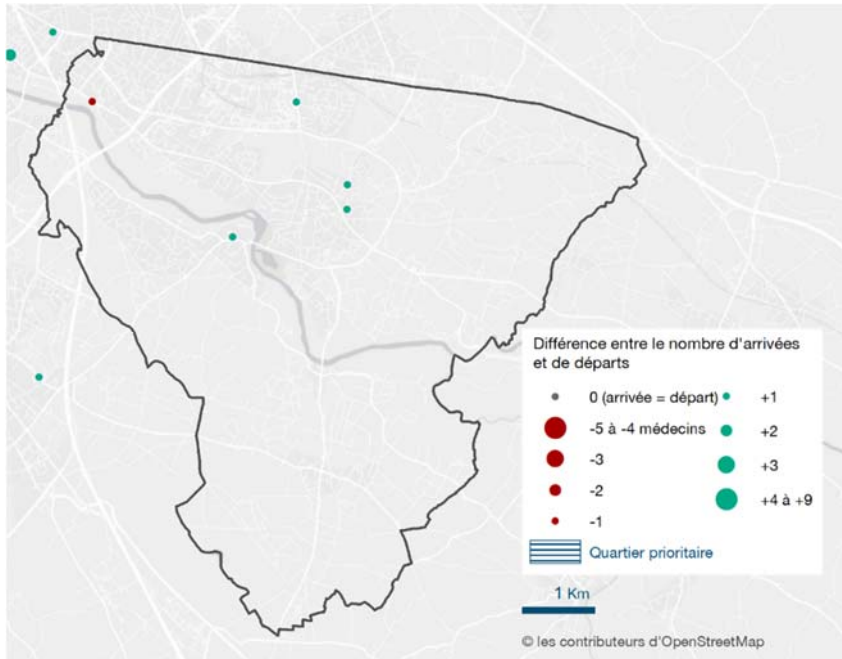 Différence entre le nombre d'arrivées
et de départs
0 (arrivée = départ)
-5 à -4 médecins
-3
-2
-1
+1
+2
+3
+4 à +9
Quartier prioritaire
1 Km
© les contributeurs d'OpenStreetMap